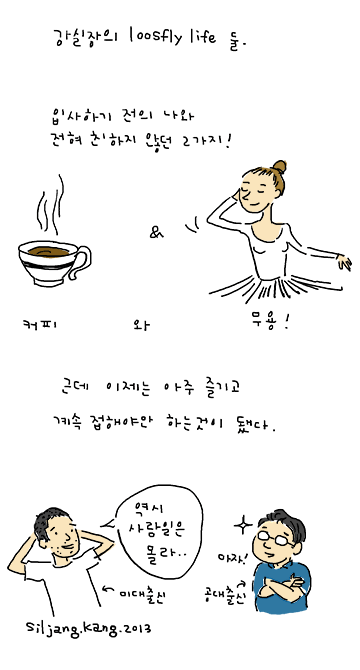 강실장의 loosfly life 둘.
입사하기 전의 나와
전혀 친하지 않던 2가지!
&
커피 와 무용!
근데 이제는 아주 즐기고
계속 접해야만 하는것이 됐다.
역시
사람일은
몰라..
아자!
미대출신
공대출신
siljang.kang.2013